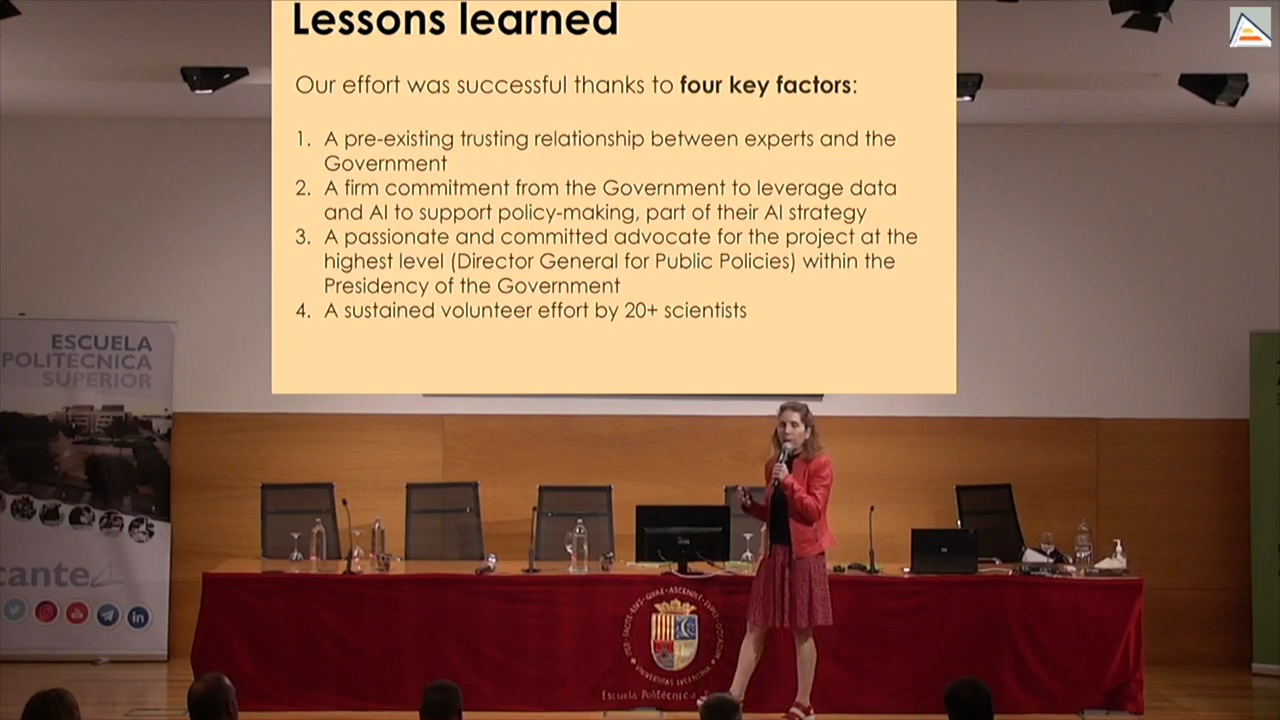 Lessons learned
Our effort was successful thanks to four key factors:
1. A pre-existing trusting relationship between experts and the
Government
2. A firm commitment from the Government to leverage data
and AI to support policy-making, part of their AI strategy
3. A passionate and committed advocate for the project at the
highest level (Director General for Public Policies) within the
Presidency of the Government
4. A sustained volunteer effort by 20+ scientists
ESCUELA
POLITÉCNICA
SUPERIOR
cante
Escuela Politécnica